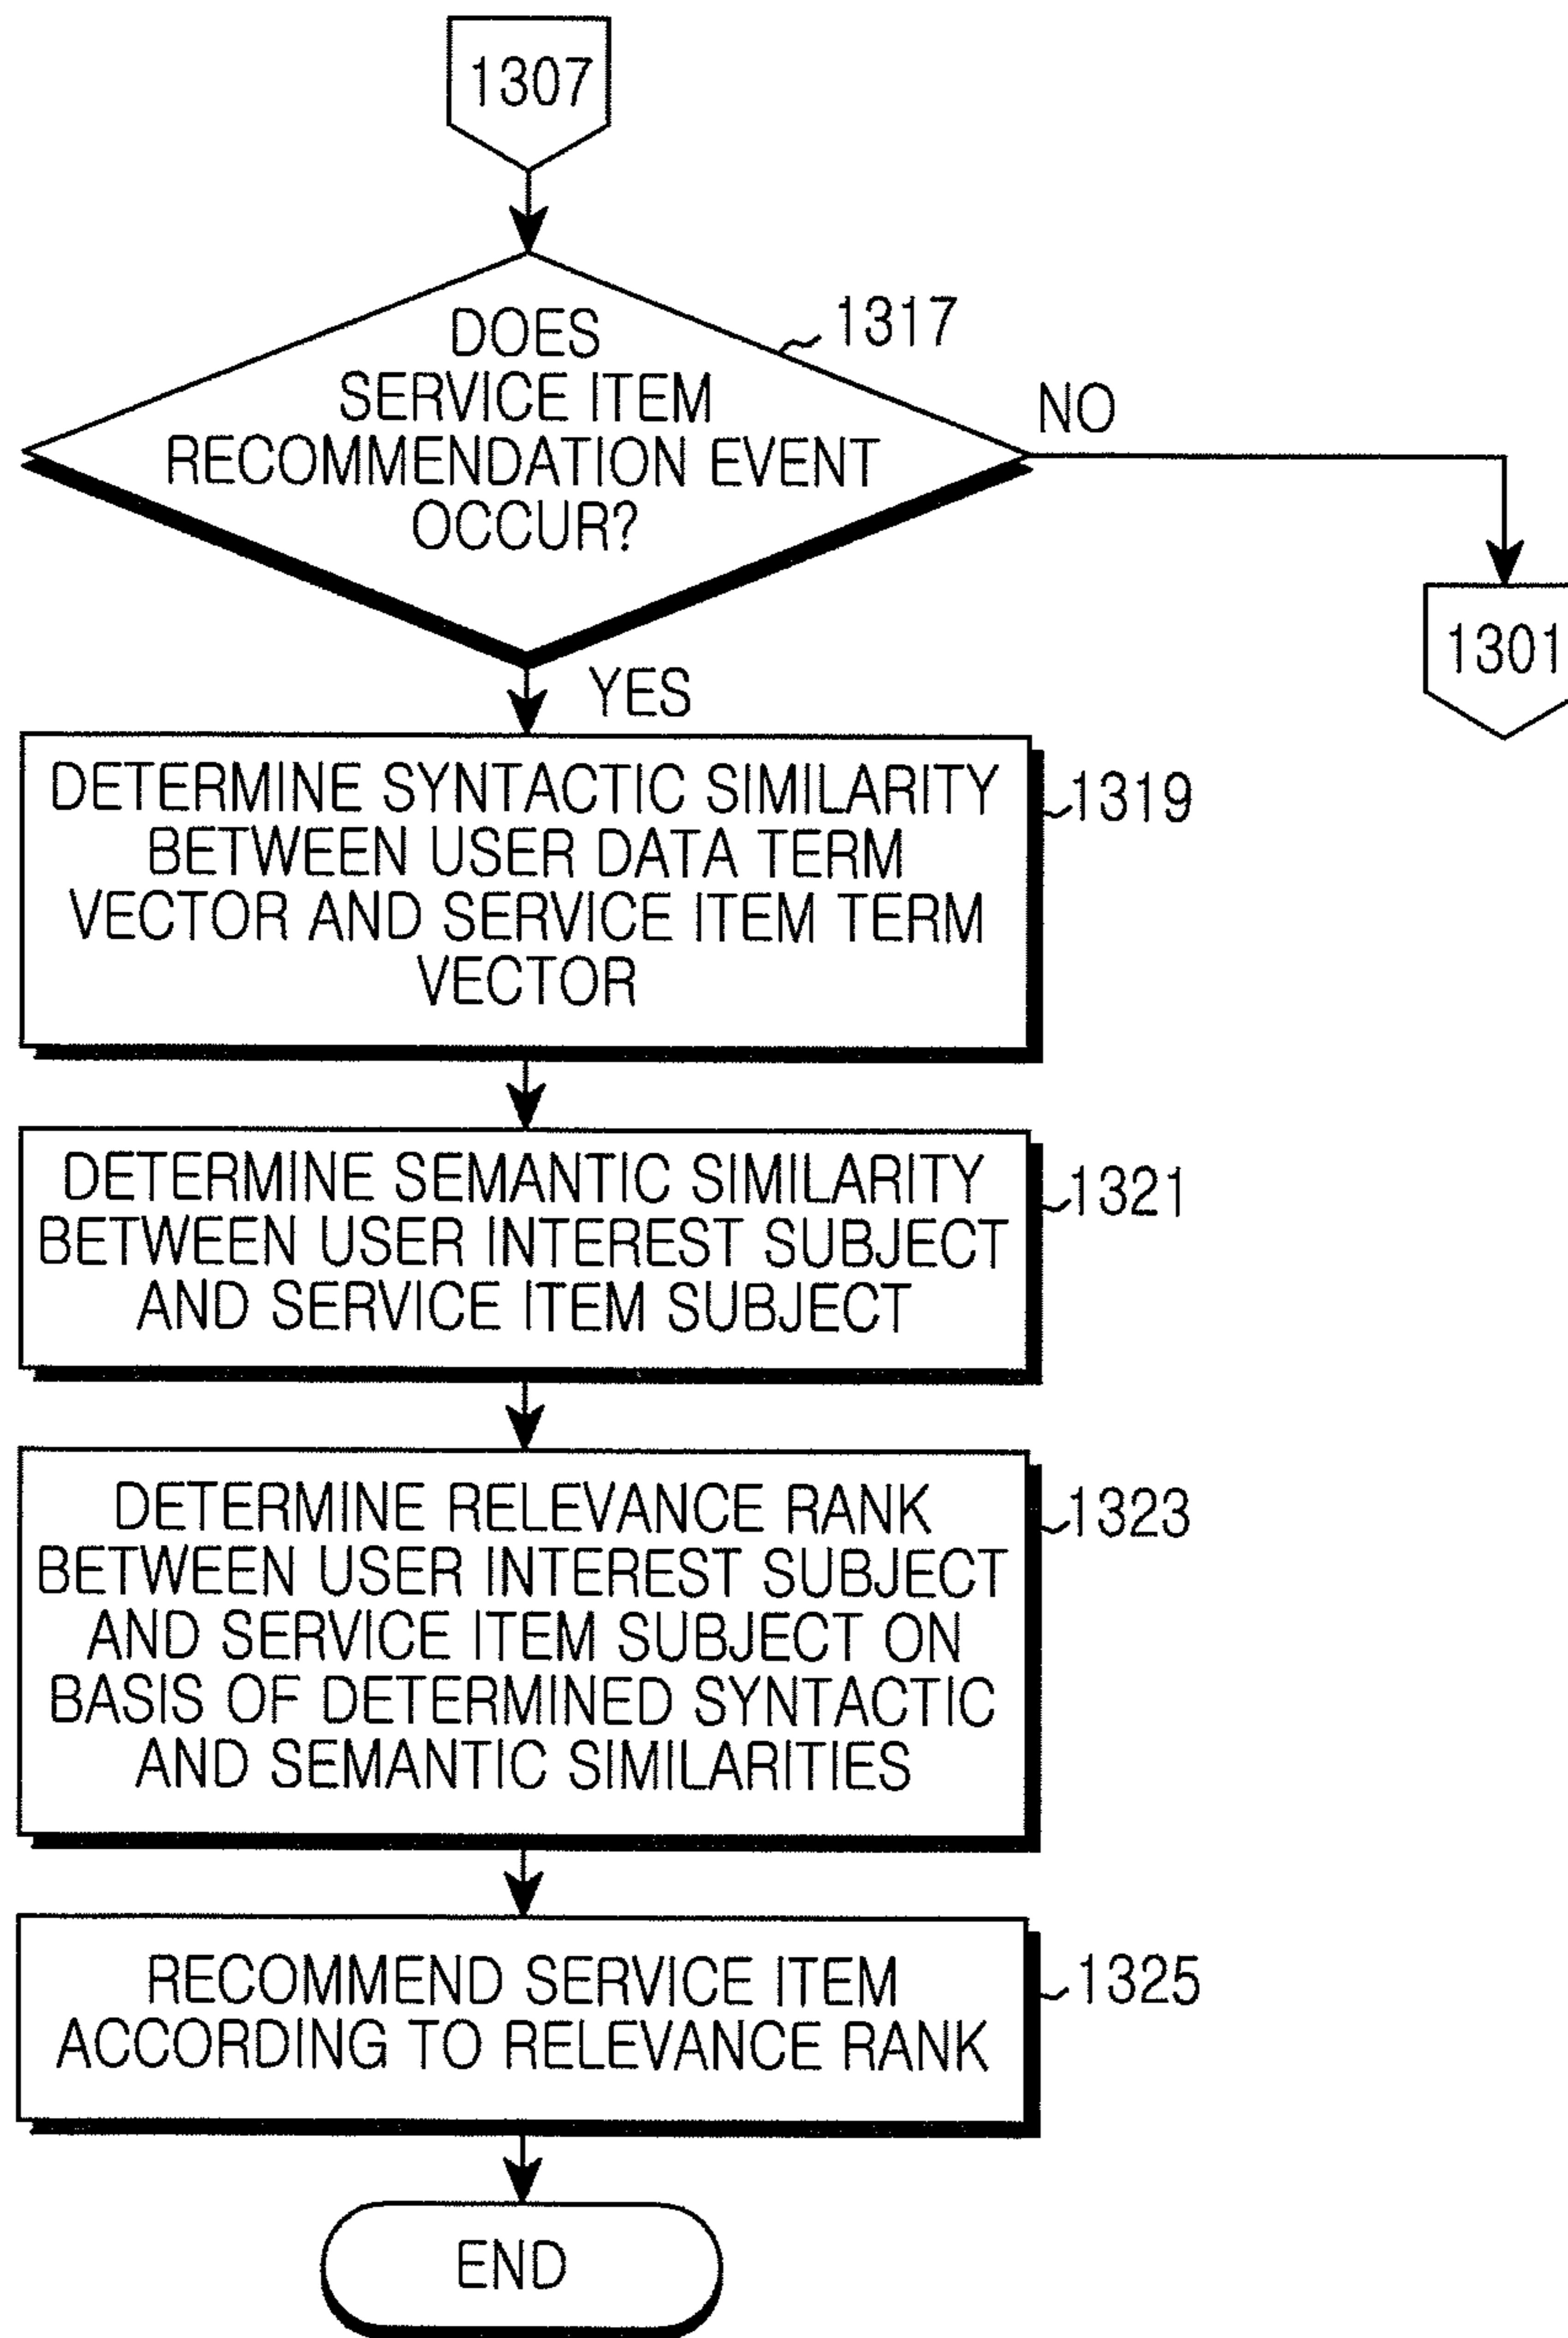 1307
DOES
SERVICE ITEM
RECOMMENDATION EVENT
OCCUR?
1317
NO
1301
YES
DETERMINE SYNTACTIC SIMILARITY
BETWEEN USER DATA TERM
VECTOR AND SERVICE ITEM TERM
VECTOR
1319
DETERMINE SEMANTIC SIMILARITY
BETWEEN USER INTEREST SUBJECT
AND SERVICE ITEM SUBJECT
1321
DETERMINE RELEVANCE RANK
BETWEEN USER INTEREST SUBJECT
AND SERVICE ITEM SUBJECT ON
BASIS OF DETERMINED SYNTACTIC
AND SEMANTIC SIMILARITIES
1323
RECOMMEND SERVICE ITEM
ACCORDING TO RELEVANCE RANK
1325
END